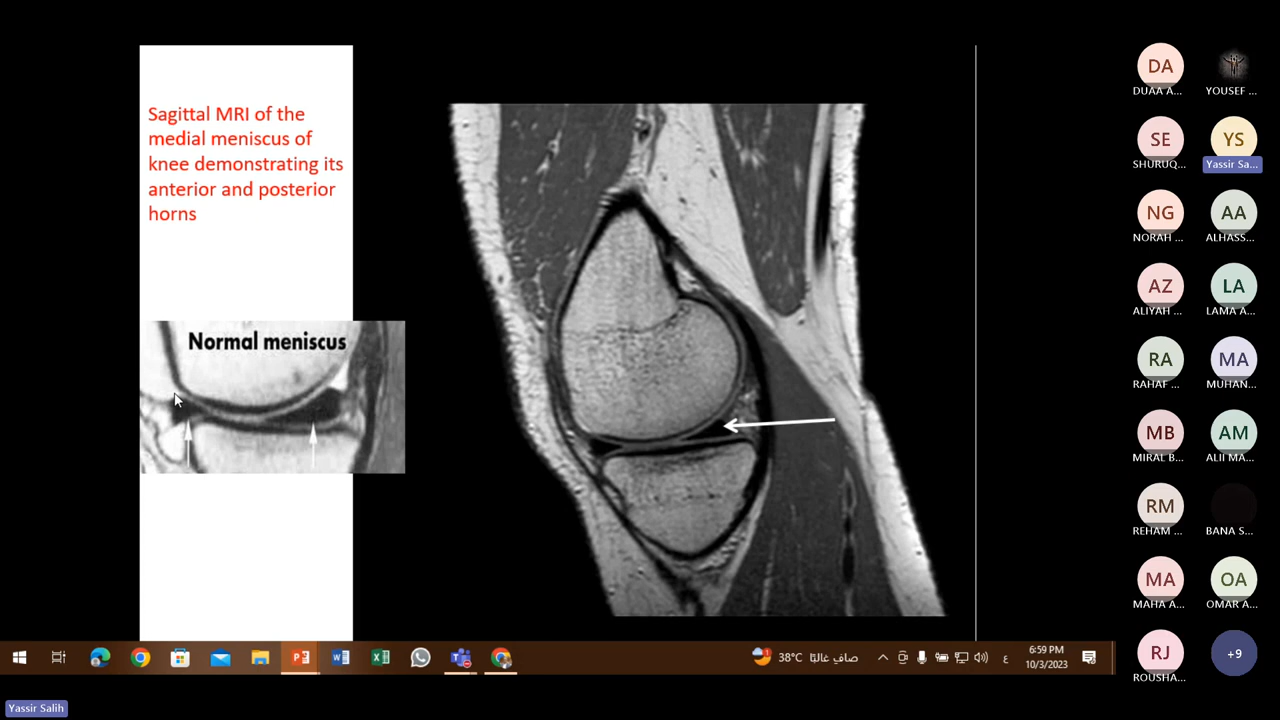 Sagittal MRI of the
medial meniscus of
knee demonstrating its
anterior and posterior
horns
Normal meniscus
DA
DUAA A...
YOUSEF ...
SE
SHURUQ...
YS
Yassir Sa...
NG
NORAH ...
AA
ALHASS...
AZ
ALIYAH ...
LA
LAMA A...
RA
RAHAF ...
MA
MUHAN...
MB
MIRAL B...
AM
ALII MA...
RM
REHAM ...
BANA S...
MA
MAHA A...
OA
OMAR A...
RJ
ROUSHA...
+9
38°C صافي غالبًا
ع
6:59 PM
10/3/2023
Yassir Salih